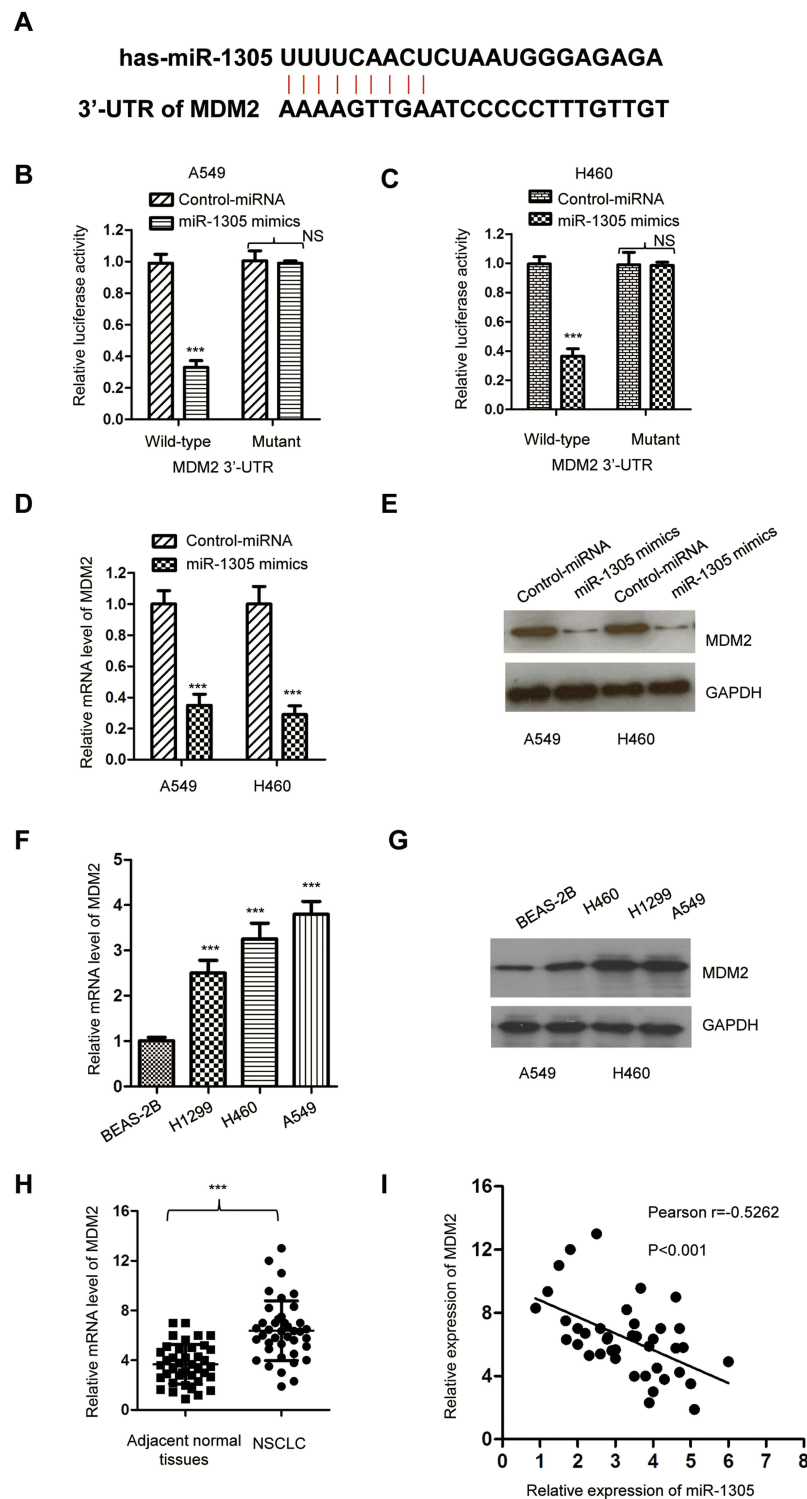 A
has-miR-1305 UUUUCAACUCUAAUGGGAGAGA
3’-UTR of MDM2 AAAAGTTGAATCCCCCTTTGTTGT
B
A549
Control-miRNA
miR-1305 mimics
NS
***
Relative luciferase activity
1.2
1.0
0.8
0.6
0.4
0.2
0.0
Wild-type Mutant
MDM2 3’-UTR
C
H460
Control-miRNA
miR-1305 mimics
NS
***
Relative luciferase activity
1.2
1.0
0.8
0.6
0.4
0.2
0.0
Wild-type Mutant
MDM2 3’-UTR
D
Control-miRNA
miR-1305 mimics
Relative mRNA level of MDM2
1.2
1.0
0.8
0.6
0.4
0.2
0.0
*** ***
A549 H460
E
Control-miRNA miR-1305 mimics Control-miRNA miR-1305 mimics
MDM2
GAPDH
A549 H460
F
Relative mRNA level of MDM2
5
4
3
2
1
0
*** *** ***
BEAS-2B H1299 H460 A549
G
BEAS-2B H460 H1299 A549
MDM2
GAPDH
A549 H460
H
***
Relative mRNA level of MDM2
16
12
8
4
0
Adjacent normal
tissues
NSCLC
I
Pearson r=-0.5262
P<0.001
Relative expression of MDM2
16
12
8
4
0
0 1 2 3 4 5 6 7 8
Relative expression of miR-1305